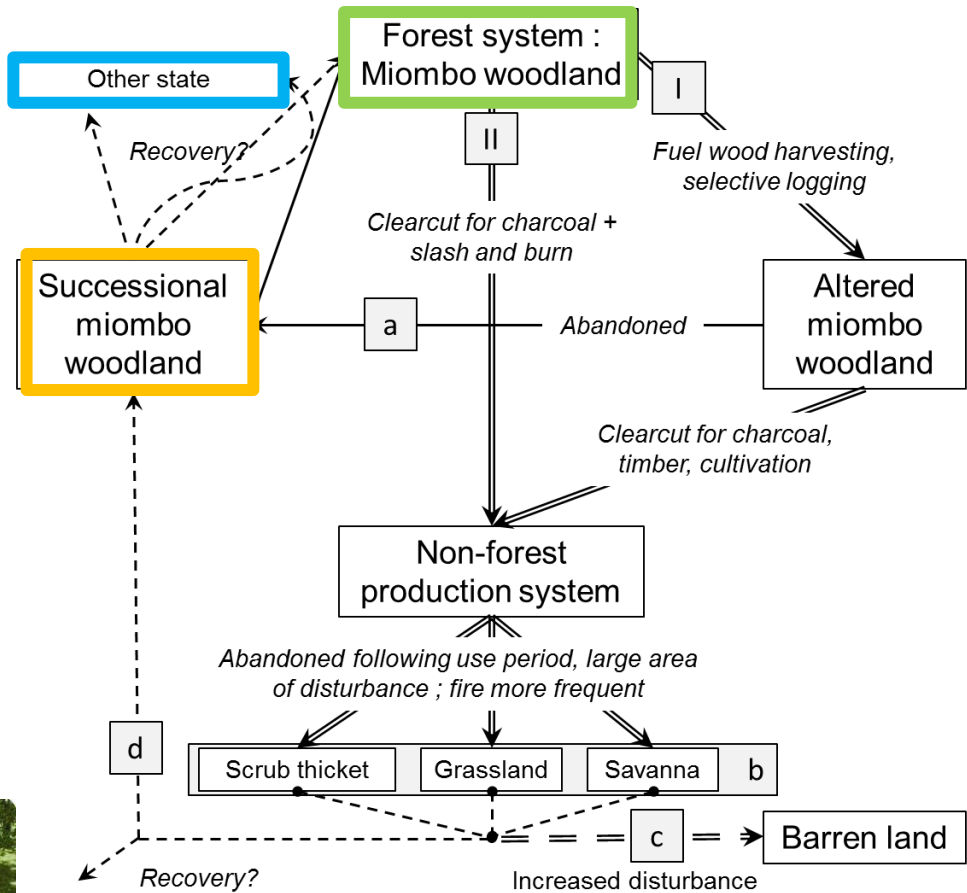 Forest system :
Miombo woodland
Other state
I
II
Recovery?
Fuel wood harvesting,
selective logging
Clearcut for charcoal +
slash and burn
Successional
miombo
woodland
Altered
miombo
woodland
a
Abandoned
Clearcut for charcoal,
timber, cultivation
Non-forest
production system
Abandoned following use period, large area
of disturbance ; fire more frequent
d
Scrub thicket
Grassland
Savanna
b
c
Barren land
Recovery?
Increased disturbance